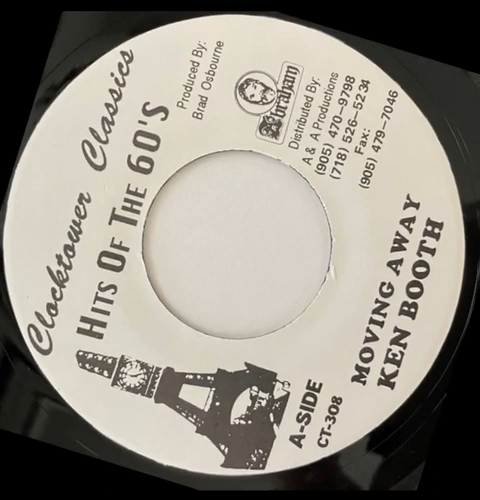 Clocktower Classics
HITS OF THE 60'S
Produced By:
Brad Osbourne
Abraham
Distributed By:
A & A Productions
(905) 470-9798
(718) 526-5234
Fax:
(905) 479-7046
MOVING AWAY
KEN BOOTH
A-SIDE
CT-308